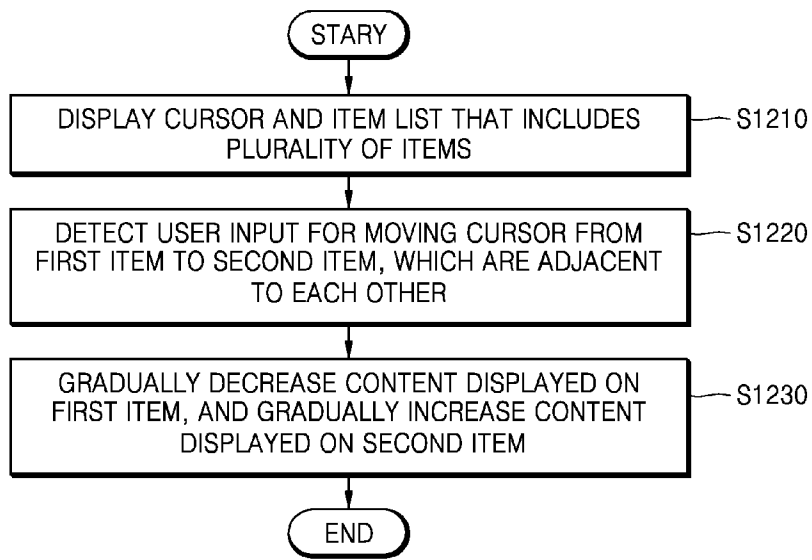 STARY
DISPLAY CURSOR AND ITEM LIST THAT INCLUDES
PLURALITY OF ITEMS
S1210
DETECT USER INPUT FOR MOVING CURSOR FROM
FIRST ITEM TO SECOND ITEM, WHICH ARE ADJACENT
TO EACH OTHER
S1220
GRADUALLY DECREASE CONTENT DISPLAYED ON
FIRST ITEM, AND GRADUALLY INCREASE CONTENT
DISPLAYED ON SECOND ITEM
S1230
END